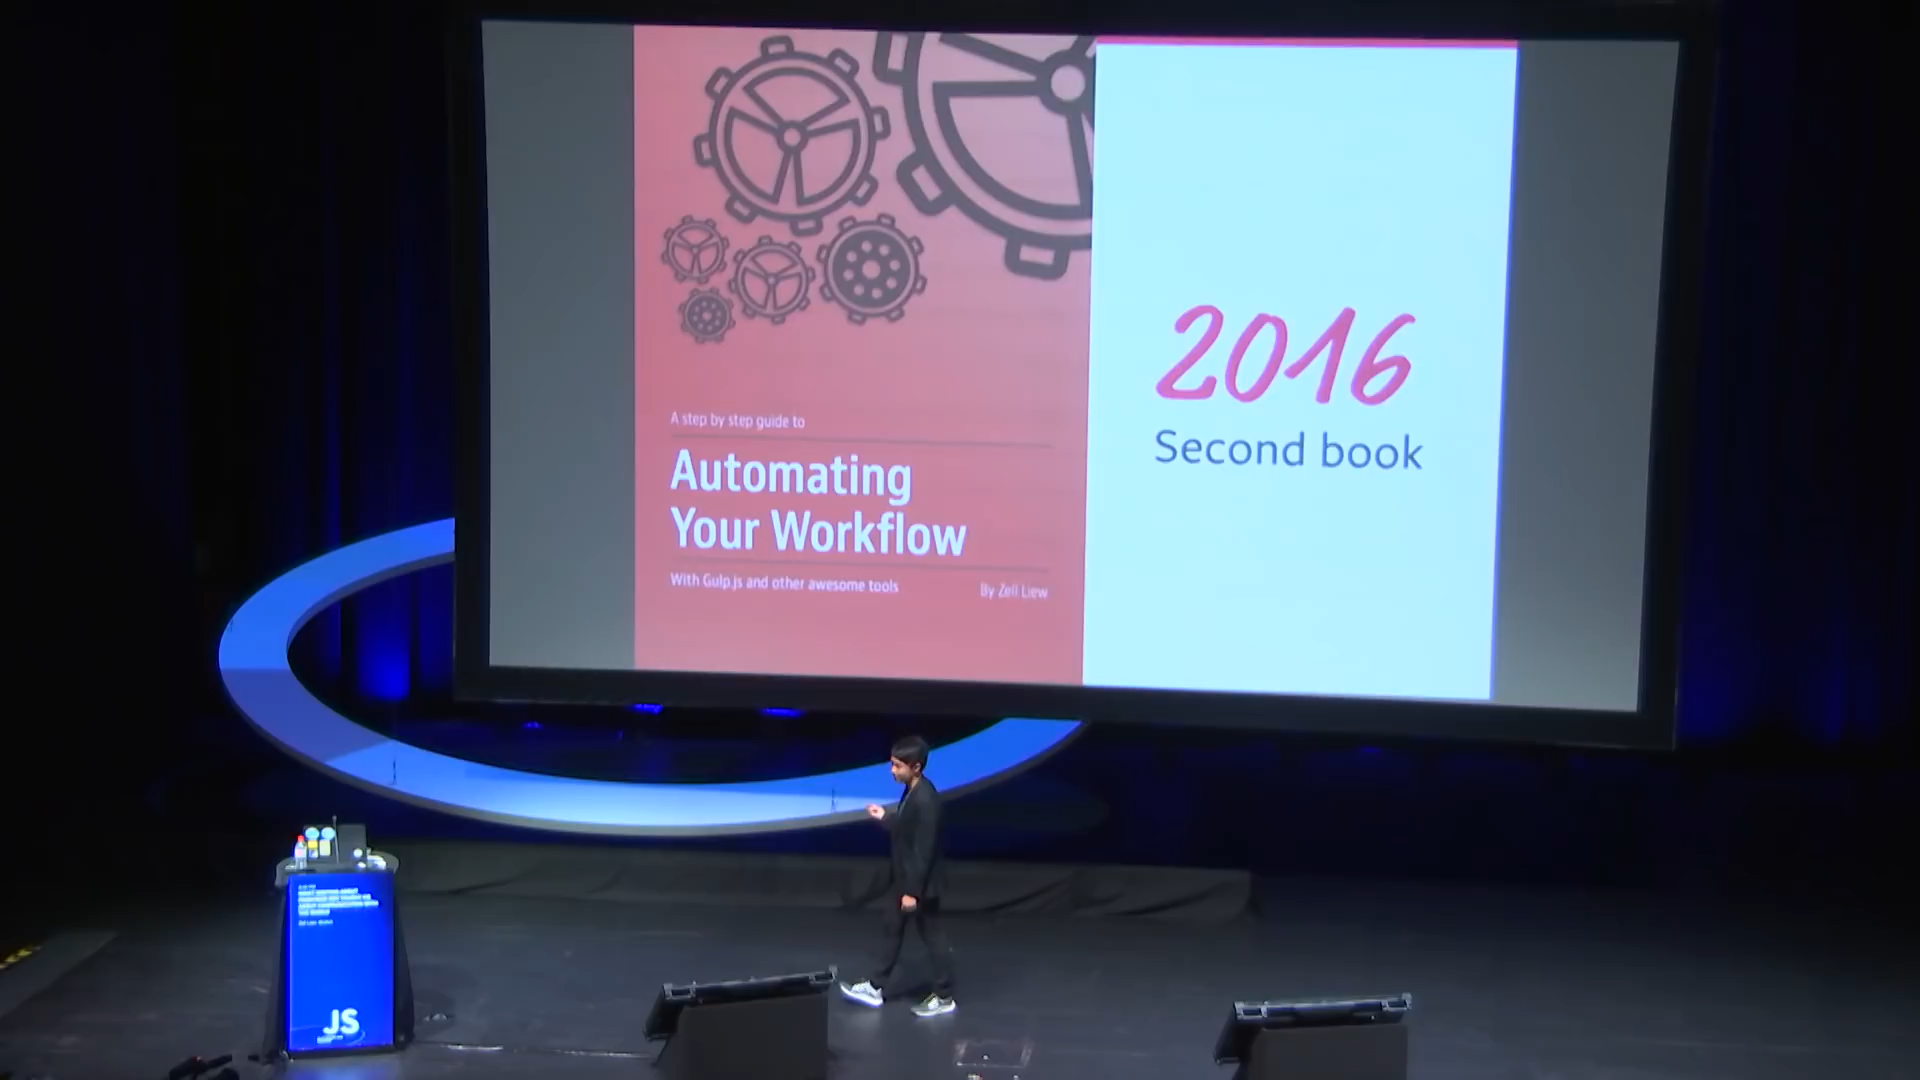 A step by step guide to
Automating
Your Workflow
With Gulp.js and other awesome tools
By Zell Liew
2016
Second book
JS